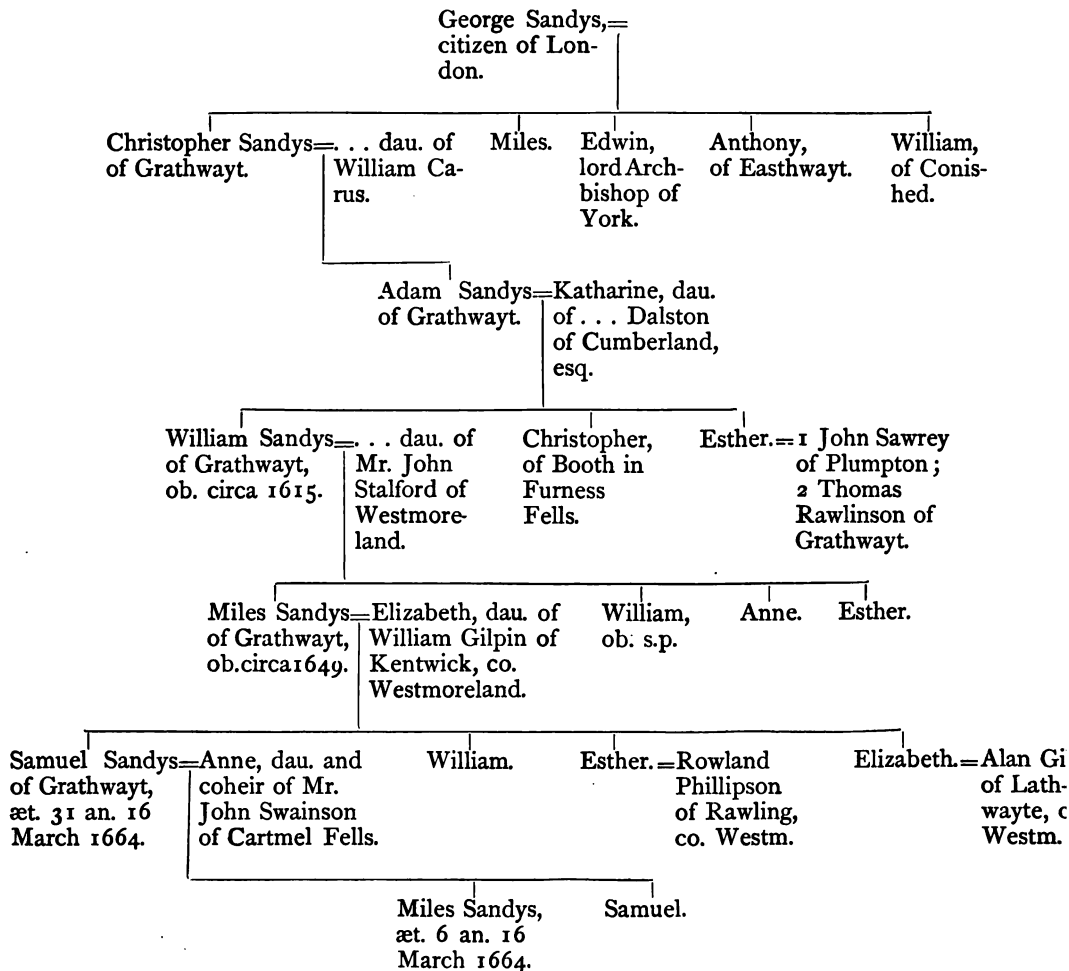 George Sandys,=
citizen of Lon-
don.
Christopher Sandys=. . . dau. of
of Grathwayt. William Ca-
rus.
Miles.
Edwin,
lord Arch-
bishop of
York.
Anthony,
of Easthwayt.
William,
of Conis-
hed.
Adam Sandys=Katharine, dau.
of Grathwayt. of . . . Dalston
of Cumberland,
esq.
William Sandys=. . . dau. of
of Grathwayt, Mr. John
ob. circa 1615. Stalford of
Westmore-
land.
Christopher,
of Booth in
Furness
Fells.
Esther.=1 John Sawrey
of Plumpton;
2 Thomas
Rawlinson of
Grathwayt.
Miles Sandys=Elizabeth, dau. of
of Grathwayt, William Gilpin of
ob.circa1649. Kentwick, co.
Westmoreland.
William,
ob. s.p.
Anne.
Esther.
Samuel Sandys=Anne, dau. and
of Grathwayt, coheir of Mr.
æt. 31 an. 16 John Swainson
March 1664. of Cartmel Fells.
William.
Esther.=Rowland
Phillipson
of Rawling,
co. Westm.
Elizabeth.=Alan
of Lath-
wayte,
Westm.
Miles Sandys,
æt. 6 an. 16
March 1664.
Samuel.